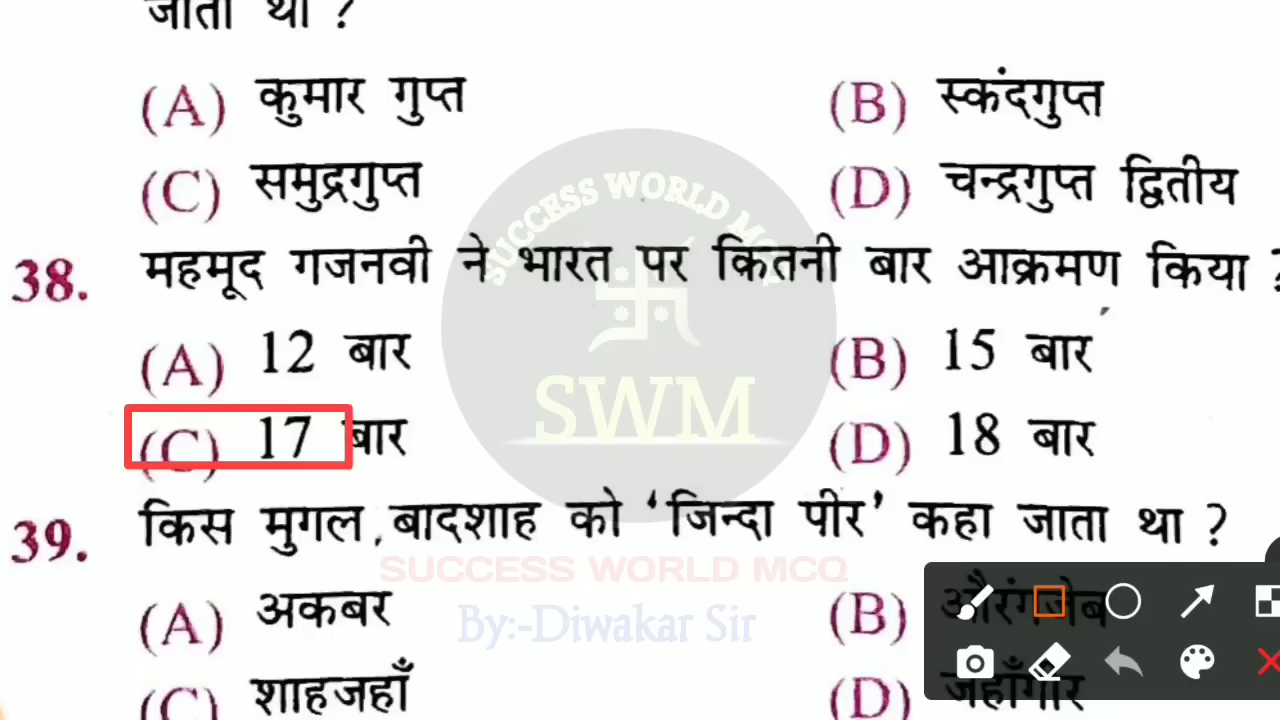 जाता था ?
(A) कुमार गुप्त (B) स्कंदगुप्त
(C) समुद्रगुप्त (D) चन्द्रगुप्त द्वितीय
38. महमूद गजनवी ने भारत पर कितनी बार आक्रमण किया ?
(A) 12 बार (B) 15 बार
(C) 17 बार (D) 18 बार
39. किस मुगल बादशाह को ‘जिन्दा पीर’ कहा जाता था ?
(A) अकबर (B) औरंगजेब
(C) शाहजहाँ (D) जहाँगीर
SUCCESS WORLD MCQ
SWM
SUCCESS WORLD MCQ
By:-Diwakar Sir